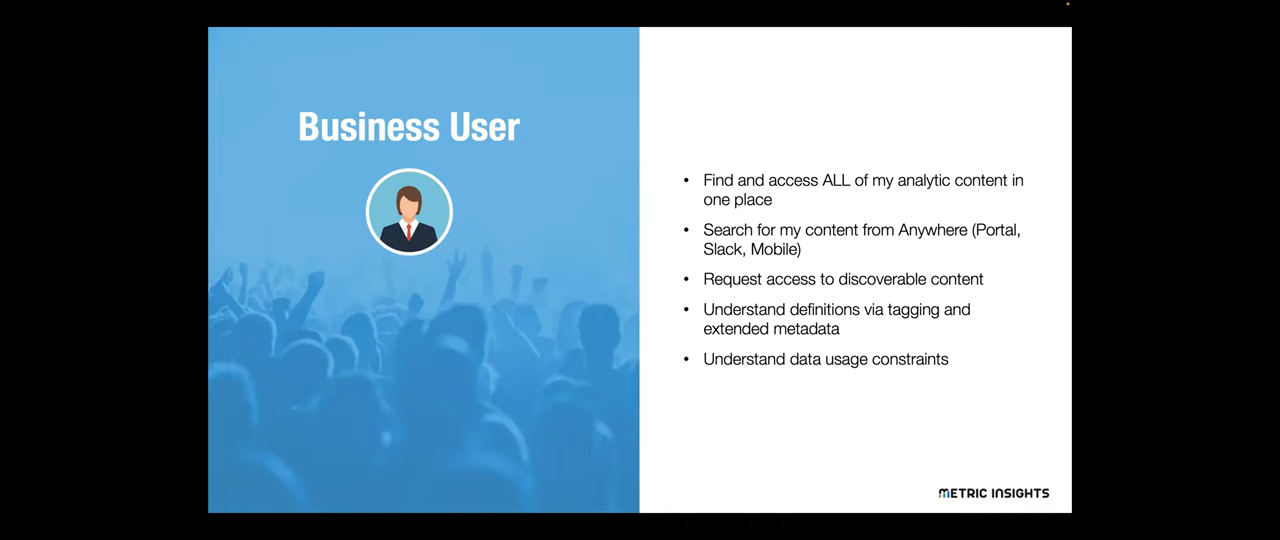 Business User
• Find and access ALL of my analytic content in
one place
• Search for my content from Anywhere (Portal,
Slack, Mobile)
• Request access to discoverable content
• Understand definitions via tagging and
extended metadata
• Understand data usage constraints
METRIC INSIGHTS